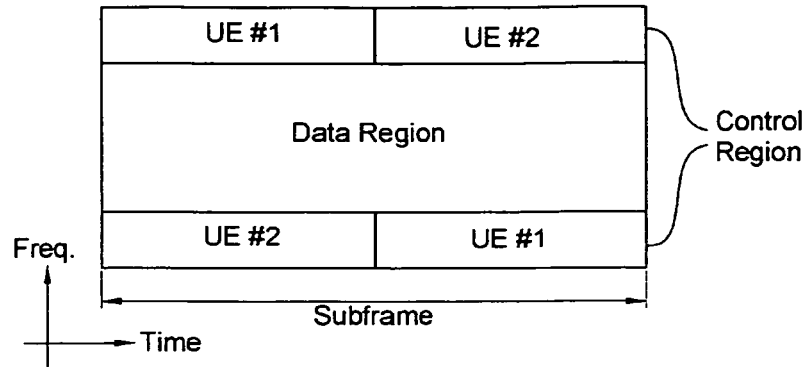 UE #1
UE #2
Data Region
Control
Region
UE #2
UE #1
Freq.
Subframe
Time